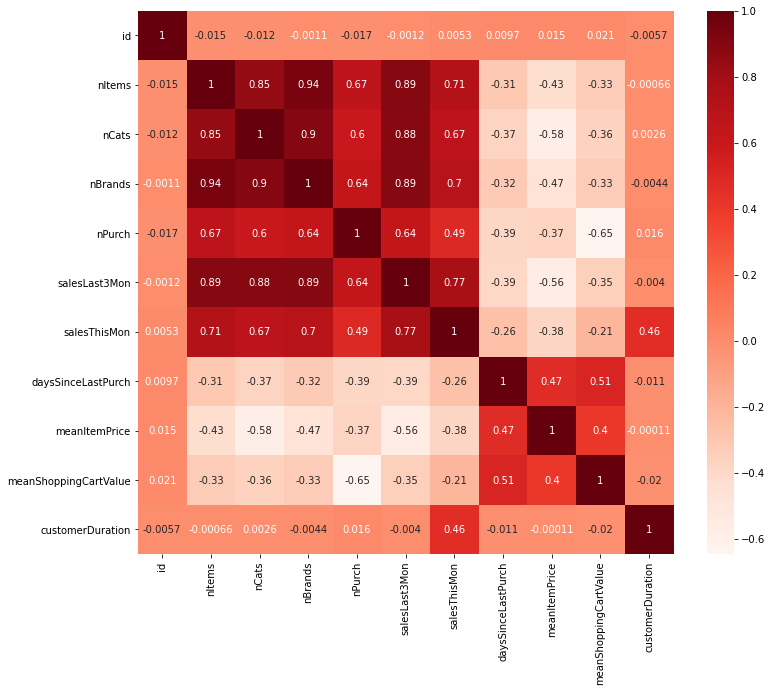 id 1 -0.015 -0.012 -0.0011 -0.017 -0.0012 0.0053 0.0097 0.015 0.021 -0.0057
nItems -0.015 1 0.85 0.94 0.67 0.89 0.71 -0.31 -0.43 -0.33 -0.00066
nCats -0.012 0.85 1 0.9 0.6 0.88 0.67 -0.37 -0.58 -0.36 0.0026
nBrands -0.0011 0.94 0.9 1 0.64 0.89 0.7 -0.32 -0.47 -0.33 -0.0044
nPurch -0.017 0.67 0.6 0.64 1 0.64 0.49 -0.39 -0.37 -0.65 0.016
salesLast3Mon -0.0012 0.89 0.88 0.89 0.64 1 0.77 -0.39 -0.56 -0.35 -0.004
salesThisMon 0.0053 0.71 0.67 0.7 0.49 0.77 1 -0.26 -0.38 -0.21 0.46
daysSinceLastPurch 0.0097 -0.31 -0.37 -0.32 -0.39 -0.39 -0.26 1 0.47 0.51 -0.011
meanItemPrice 0.015 -0.43 -0.58 -0.47 -0.37 -0.56 -0.38 0.47 1 0.4 -0.00011
meanShoppingCartValue 0.021 -0.33 -0.36 -0.33 -0.65 -0.35 -0.21 0.51 0.4 1 -0.02
customerDuration -0.0057 -0.00066 0.0026 -0.0044 0.016 -0.004 0.46 -0.011 -0.00011 -0.02 1
id nItems nCats nBrands nPurch salesLast3Mon salesThisMon daysSinceLastPurch meanItemPrice meanShoppingCartValue customerDuration
1.0
0.8
0.6
0.4
0.2
0.0
−0.2
−0.4
−0.6